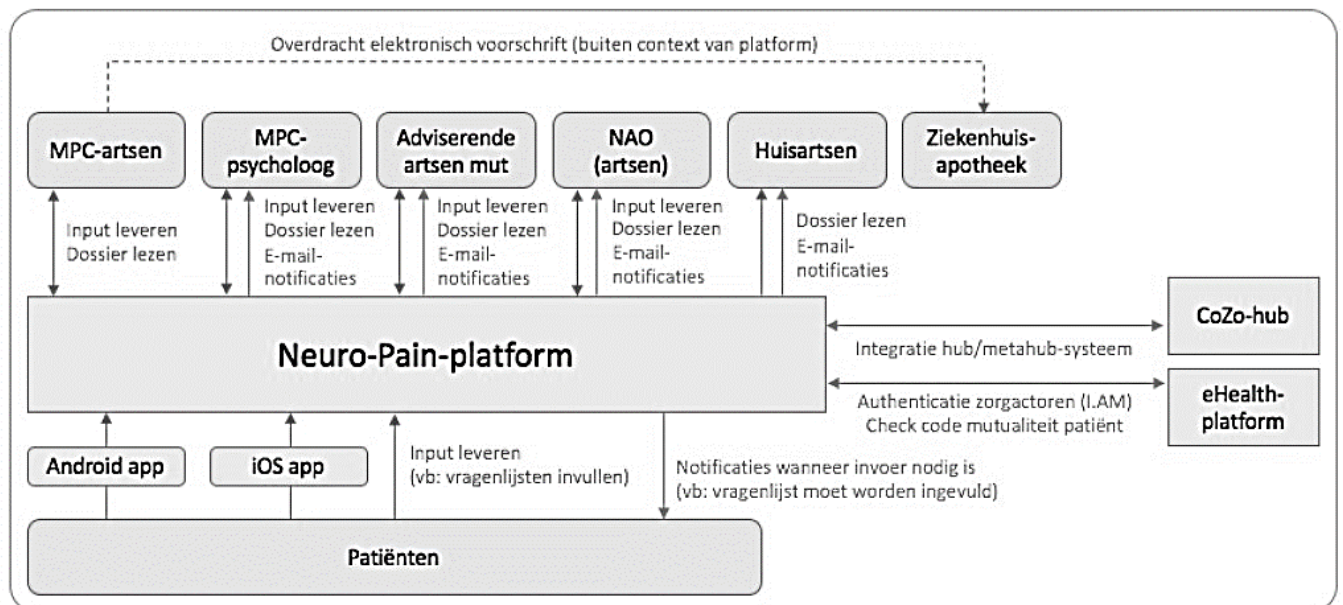 Overdracht elektronisch voorschrift (buiten context van platform)
MPC-artsen
MPC-
psycholoog
Adviserende
artsen mut
NAO
(artsen)
Huisartsen
Ziekenhuis-
apotheek
Input leveren
Dossier lezen
Input leveren
Dossier lezen
E-mail-
notificaties
Input leveren
Dossier lezen
E-mail-
notificaties
Input leveren
Dossier lezen
E-mail-
notificaties
Dossier lezen
E-mail-
notificaties
Neuro-Pain-platform
CoZo-hub
Integratie hub/metahub-systeem
eHealth-
platform
Authenticatie zorgactoren (I.AM)
Check code mutualiteit patiënt
Android app
iOS app
Input leveren
(vb: vragenlijsten invullen)
Notificaties wanneer invoer nodig is
(vb: vragenlijst moet worden ingevuld)
Patiënten